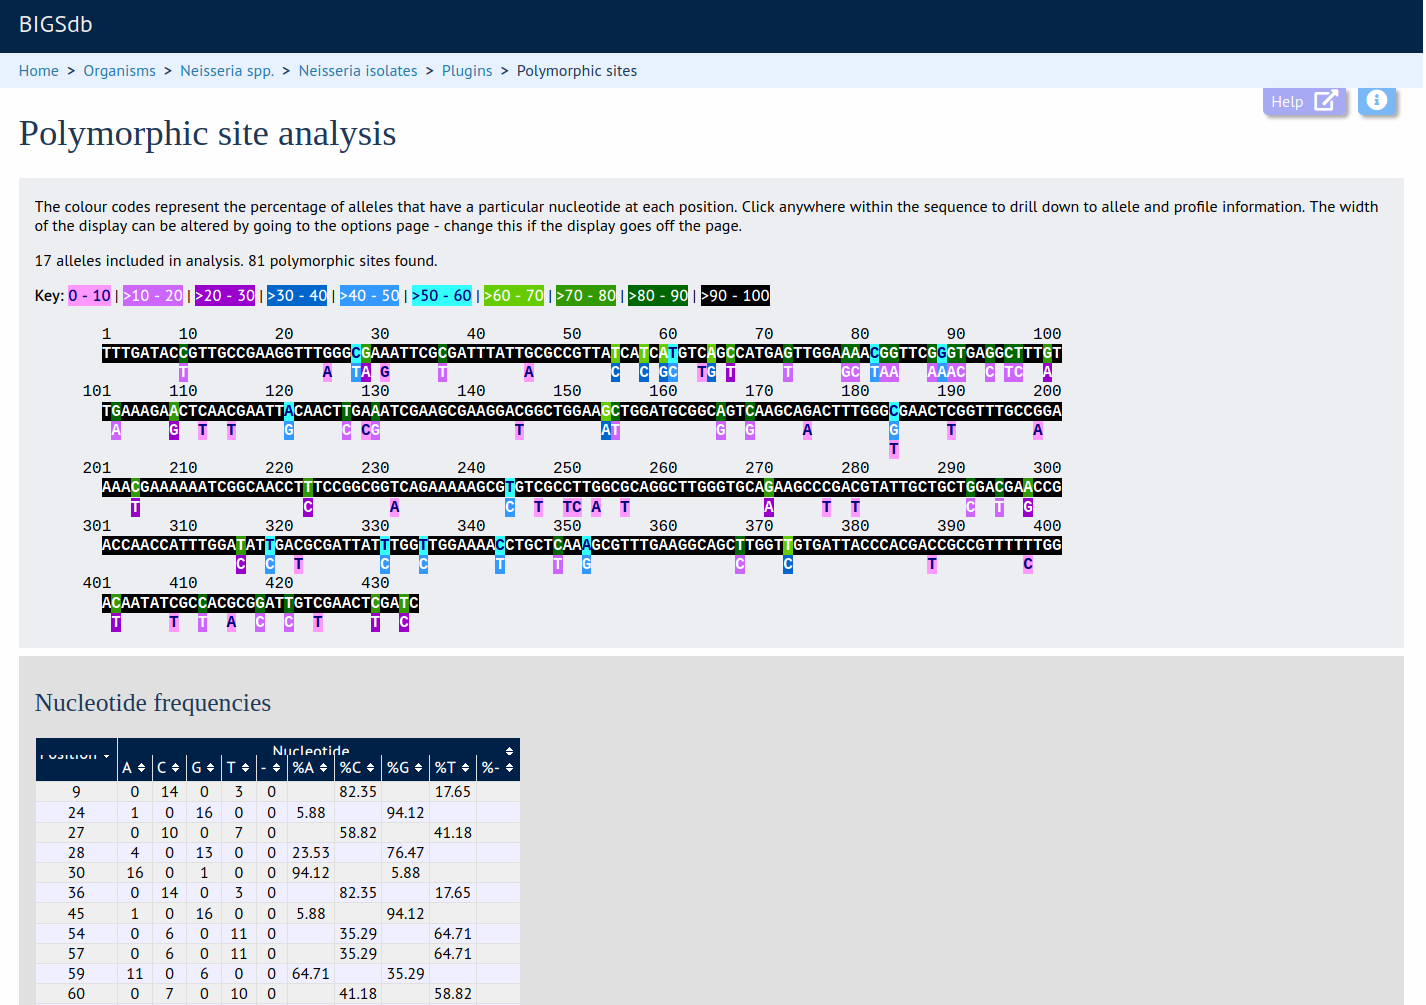 BIGSdb
Home > Organisms > Neisseria spp. > Neisseria isolates > Plugins > Polymorphic sites
Help
Polymorphic site analysis
The colour codes represent the percentage of alleles that have a particular nucleotide at each position. Click anywhere within the sequence to drill down to allele and profile information. The width
of the display can be altered by going to the options page - change this if the display goes off the page.
17 alleles included in analysis. 81 polymorphic sites found.
Key: 0 - 10 | >10 - 20 | >20 - 30 | >30 - 40 | >40 - 50 | >50 - 60 | >60 - 70 | >70 - 80 | >80 - 90 | >90 - 100
1 10 20 30 40 50 60 70 80 90 100
TTTGATACCGTTGCCGAAGGTTTGGGCGAAATTCGCGATTTATTGCGCCGTTATCATCATGTCAGCCATGAGTTGGAAAACGGTTCGGGTGAGGCTTTGT
T A TA G T A C C GC TG T T GC TAA AAAC C TC A
101 110 120 130 140 150 160 170 180 190 200
TGAAAGAACTCAACGAATTACAACTTGAAATCGAAGCGAAGGACGGCTGGAAGCTGGATGCGGCAGTCAAGCAGACTTTGGGCGAACTCGGTTTGCCGGA
A G T T G C CG T AT G G A G T A
T
201 210 220 230 240 250 260 270 280 290 300
AAACGAAAAAATCGGCAACCTTTCCGGCGGTCAGAAAAAGCGTGTCGCCTTGGCGCAGGCTTGGGTGCAGAAGCCCGACGTATTGCTGCTGGACGAACCG
T C A C T TC A T A T T C T G
301 310 320 330 340 350 360 370 380 390 400
ACCAACCATTTGGATATTGACGCGATTATTTGGTTGGAAAACCTGCTCAAAGCGTTTGAAGGCAGCTTGGTTGTGATTACCCACGACCGCCGTTTTTTGG
C C T C C T T G C C T C
401 410 420 430
ACAATATCGCCACGCGGATTGTCGAACTCGATC
T T T A C C T T C
Nucleotide frequencies
Position Nucleotide
A C G T - %A %C %G %T %-
9 0 14 0 3 0 82.35 17.65
24 1 0 16 0 0 5.88 94.12
27 0 10 0 7 0 58.82 41.18
28 4 0 13 0 0 23.53 76.47
30 16 0 1 0 0 94.12 5.88
36 0 14 0 3 0 82.35 17.65
45 1 0 16 0 0 5.88 94.12
54 0 6 0 11 0 35.29 64.71
57 0 6 0 11 0 35.29 64.71
59 11 0 6 0 0 64.71 35.29
60 0 7 0 10 0 41.18 58.82